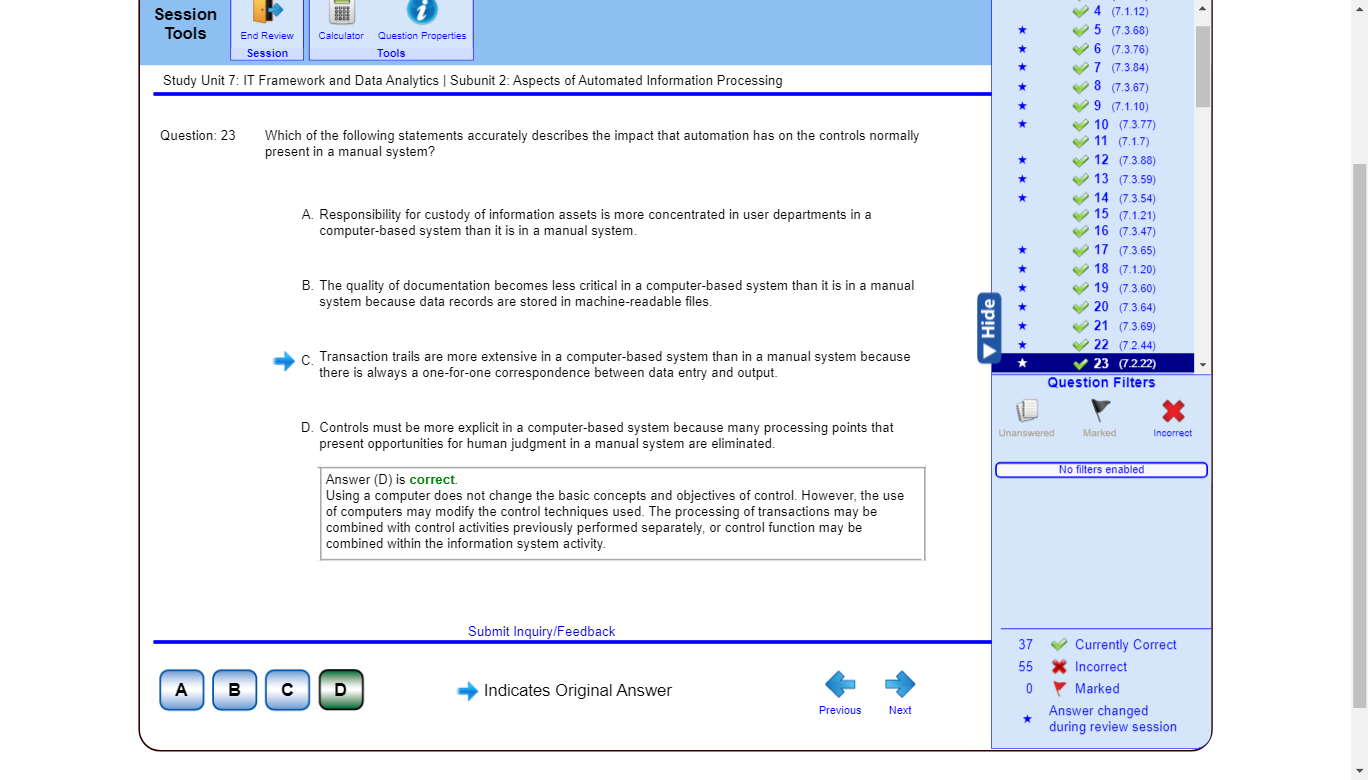 Session
Tools
End Review
Session
Calculator
Question Properties
Tools
Study Unit 7: IT Framework and Data Analytics | Subunit 2: Aspects of Automated Information Processing
Question: 23
Which of the following statements accurately describes the impact that automation has on the controls normally
present in a manual system?
A. Responsibility for custody of information assets is more concentrated in user departments in a
computer-based system than it is in a manual system.
B. The quality of documentation becomes less critical in a computer-based system than it is in a manual
system because data records are stored in machine-readable files.
C. Transaction trails are more extensive in a computer-based system than in a manual system because
there is always a one-for-one correspondence between data entry and output.
D. Controls must be more explicit in a computer-based system because many processing points that
present opportunities for human judgment in a manual system are eliminated.
Answer (D) is correct.
Using a computer does not change the basic concepts and objectives of control. However, the use
of computers may modify the control techniques used. The processing of transactions may be
combined with control activities previously performed separately, or control function may be
combined within the information system activity.
Submit Inquiry/Feedback
A B C D
Indicates Original Answer
Previous
Next
4 (7.1.12)
5 (7.3.68)
6 (7.3.76)
7 (7.3.84)
8 (7.3.67)
9 (7.1.10)
10 (7.3.77)
11 (7.1.7)
12 (7.3.88)
13 (7.3.59)
14 (7.3.54)
15 (7.1.21)
16 (7.3.47)
17 (7.3.65)
18 (7.1.20)
19 (7.3.60)
20 (7.3.64)
21 (7.3.69)
22 (7.2.44)
23 (7.2.22)
Hide
Question Filters
Unanswered
Marked
Incorrect
No filters enabled
37 Currently Correct
55 Incorrect
0 Marked
Answer changed
during review session